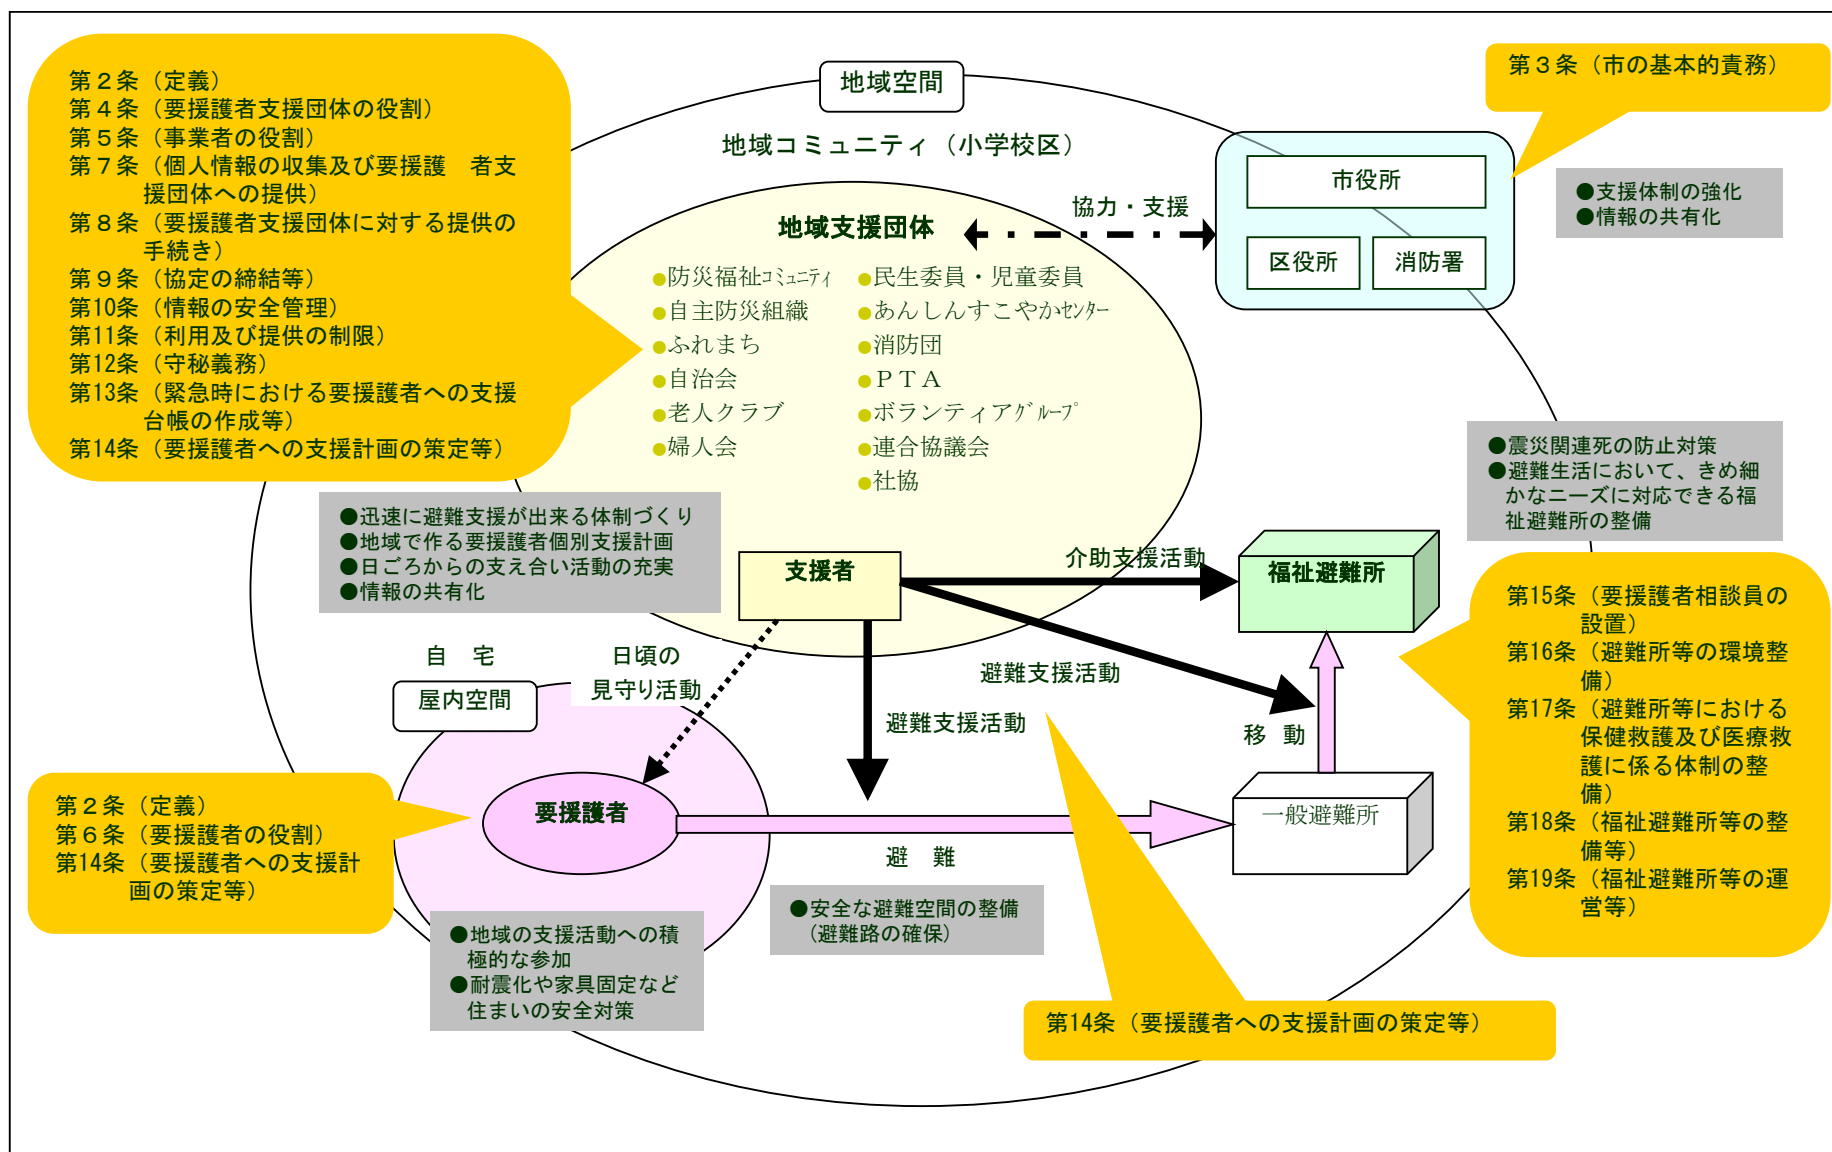 第２条（定義）
第４条（要援護者支援団体の役割）
第５条（事業者の役割）
第７条（個人情報の収集及び要援護　者支
援団体への提供）
第８条（要援護者支援団体に対する提供の
手続き）
第９条（協定の締結等）
第10条（情報の安全管理）
第11条（利用及び提供の制限）
第12条（守秘義務）
第13条（緊急時における要援護者への支援
台帳の作成等）
第14条（要援護者への支援計画の策定等）
地域空間
地域コミュニティ（小学校区）
第３条（市の基本的責務）
市役所
区役所
消防署
●支援体制の強化
●情報の共有化
協力・支援
地域支援団体
●防災福祉ｺﾐｭﾆﾃｨ
●自主防災組織
●ふれまち
●自治会
●老人クラブ
●婦人会
●民生委員・児童委員
●あんしんすこやかｾﾝﾀｰ
●消防団
●ＰＴＡ
●ボランティアｸﾞﾙｰﾌﾟ
●連合協議会
●社協
●震災関連死の防止対策
●避難生活において、きめ細
かなニーズに対応できる福
祉避難所の整備
●迅速に避難支援が出来る体制づくり
●地域で作る要援護者個別支援計画
●日ごろからの支え合い活動の充実
●情報の共有化
支援者
介助支援活動
福祉避難所
第15条（要援護者相談員の
設置）
第16条（避難所等の環境整
備）
第17条（避難所等における
保健救護及び医療救
護に係る体制の整
備）
第18条（福祉避難所等の整
備等）
第19条（福祉避難所等の運
営等）
自　宅
屋内空間
日頃の
見守り活動
避難支援活動
避難支援活動
移　動
要援護者
一般避難所
避　難
第２条（定義）
第６条（要援護者の役割）
第14条（要援護者への支援計
画の策定等）
●安全な避難空間の整備
（避難路の確保）
●地域の支援活動への積
極的な参加
●耐震化や家具固定など
住まいの安全対策
第14条（要援護者への支援計画の策定等）